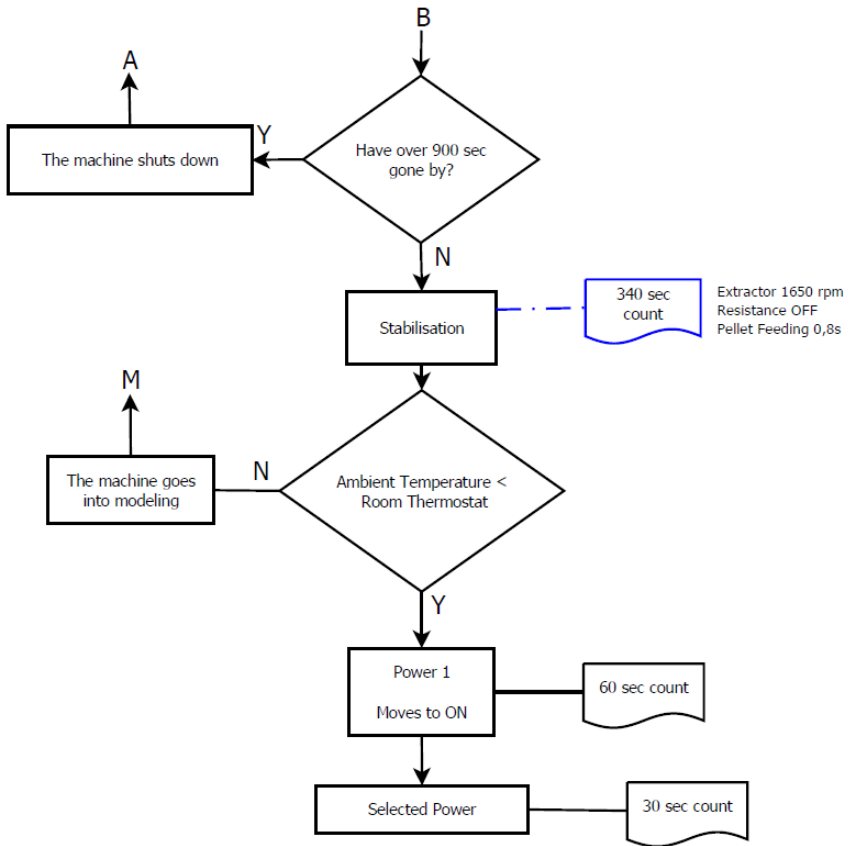 B
A
Y
The machine shuts down
Have over 900 sec
gone by?
N
340 sec
count
Extractor 1650 rpm
Resistance OFF
Pellet Feeding 0,8s
Stabilisation
M
N
The machine goes
into modeling
Ambient Temperature <
Room Thermostat
Y
Power 1
Moves to ON
60 sec count
Selected Power
30 sec count